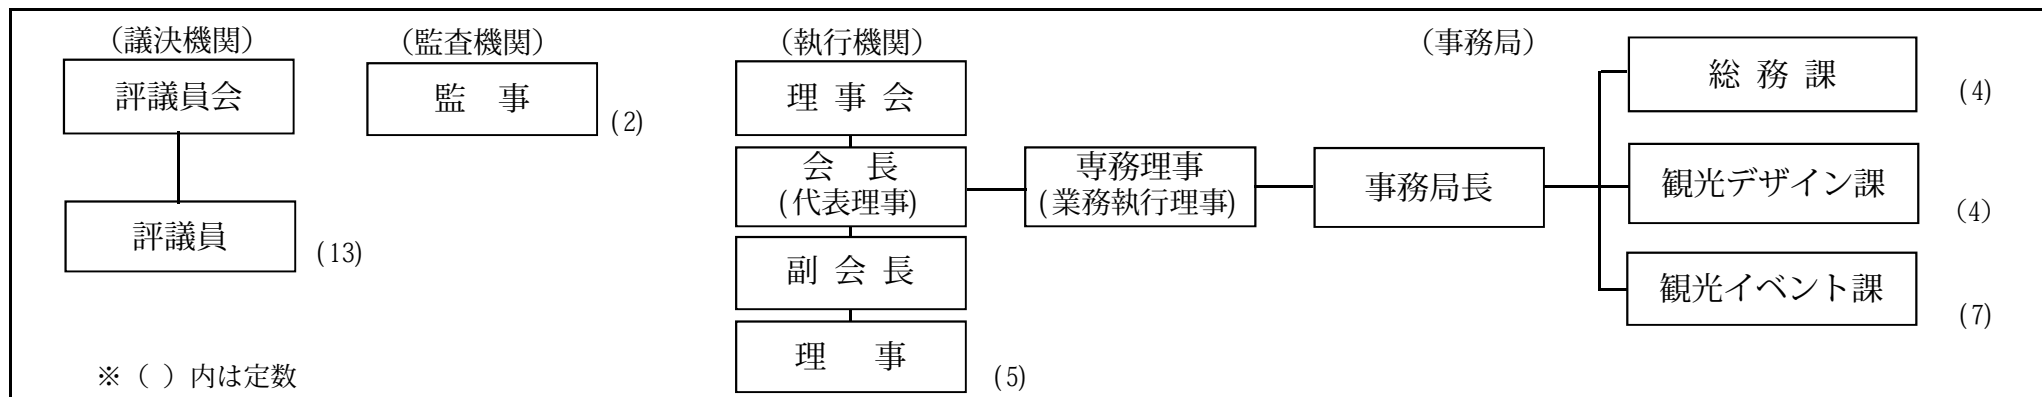 （議決機関）
評議員会
評議員
(13)
（監査機関）
監　事
(2)
（執行機関）
理 事 会
会　長
(代表理事)
副 会 長
理　事
(5)
専務理事
(業務執行理事)
（事務局）
事務局長
総 務 課
(4)
観光デザイン課
(4)
観光イベント課
(7)
※（ ）内は定数